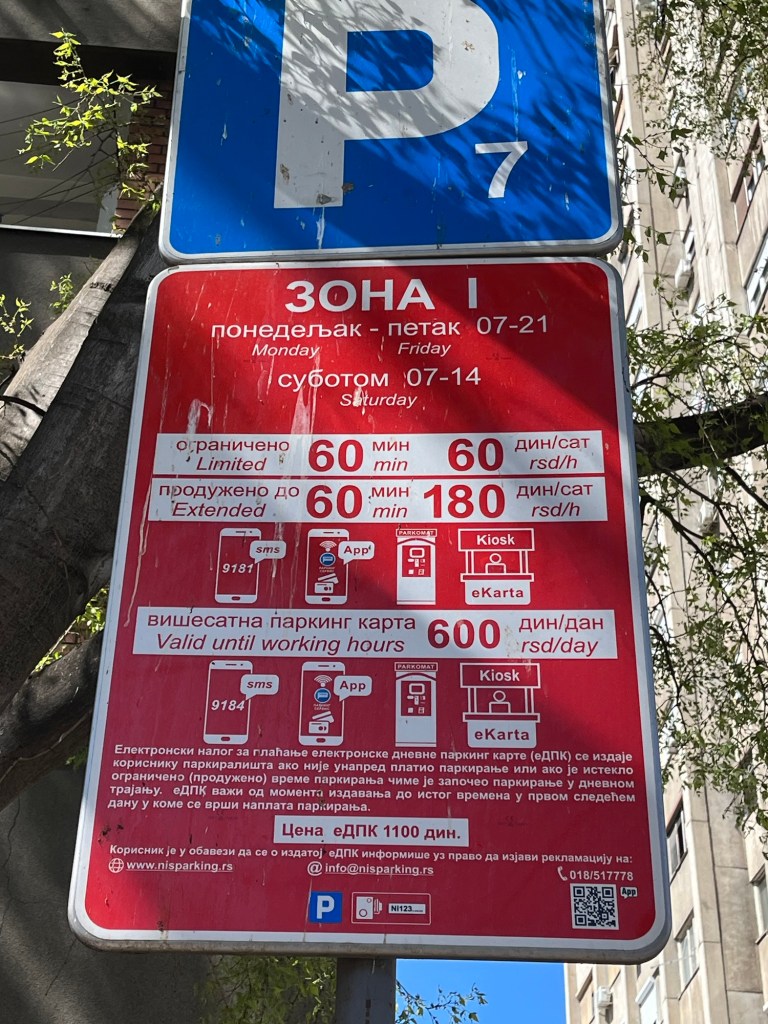 P
7
ЗОНА I
понедељак - петак 07-21
Monday Friday
суботом 07-14
Saturday
ограничено 60 мин 60 дин/сат
Limited min rsd/h
продужено до 60 мин 180 дин/сат
Extended min rsd/h
9181 sms App PARKOMAT Kiosk
eKarta
вишесатна паркинг карта 600 дин/дан
Valid until working hours rsd/day
9184 sms App PARKOMAT Kiosk
eKarta
Електронски налог за плаћање електронске дневне паркинг карте (еДПК) се издаје
кориснику паркиралишта ако није унапред платио паркирање или ако је истекло
ограничено (продужено) време паркирања чиме је започео паркирање у дневном
трајању. еДПК важи од момента издавања до истог времена у првом следећем
дану у коме се врши наплата паркирања.
Цена еДПК 1100 дин.
Корисник је у обавези да се о издатој еДПК информише уз право да изјави рекламацију на:
www.nisparking.rs @ info@nisparking.rs 018/517778
P Ni123 App